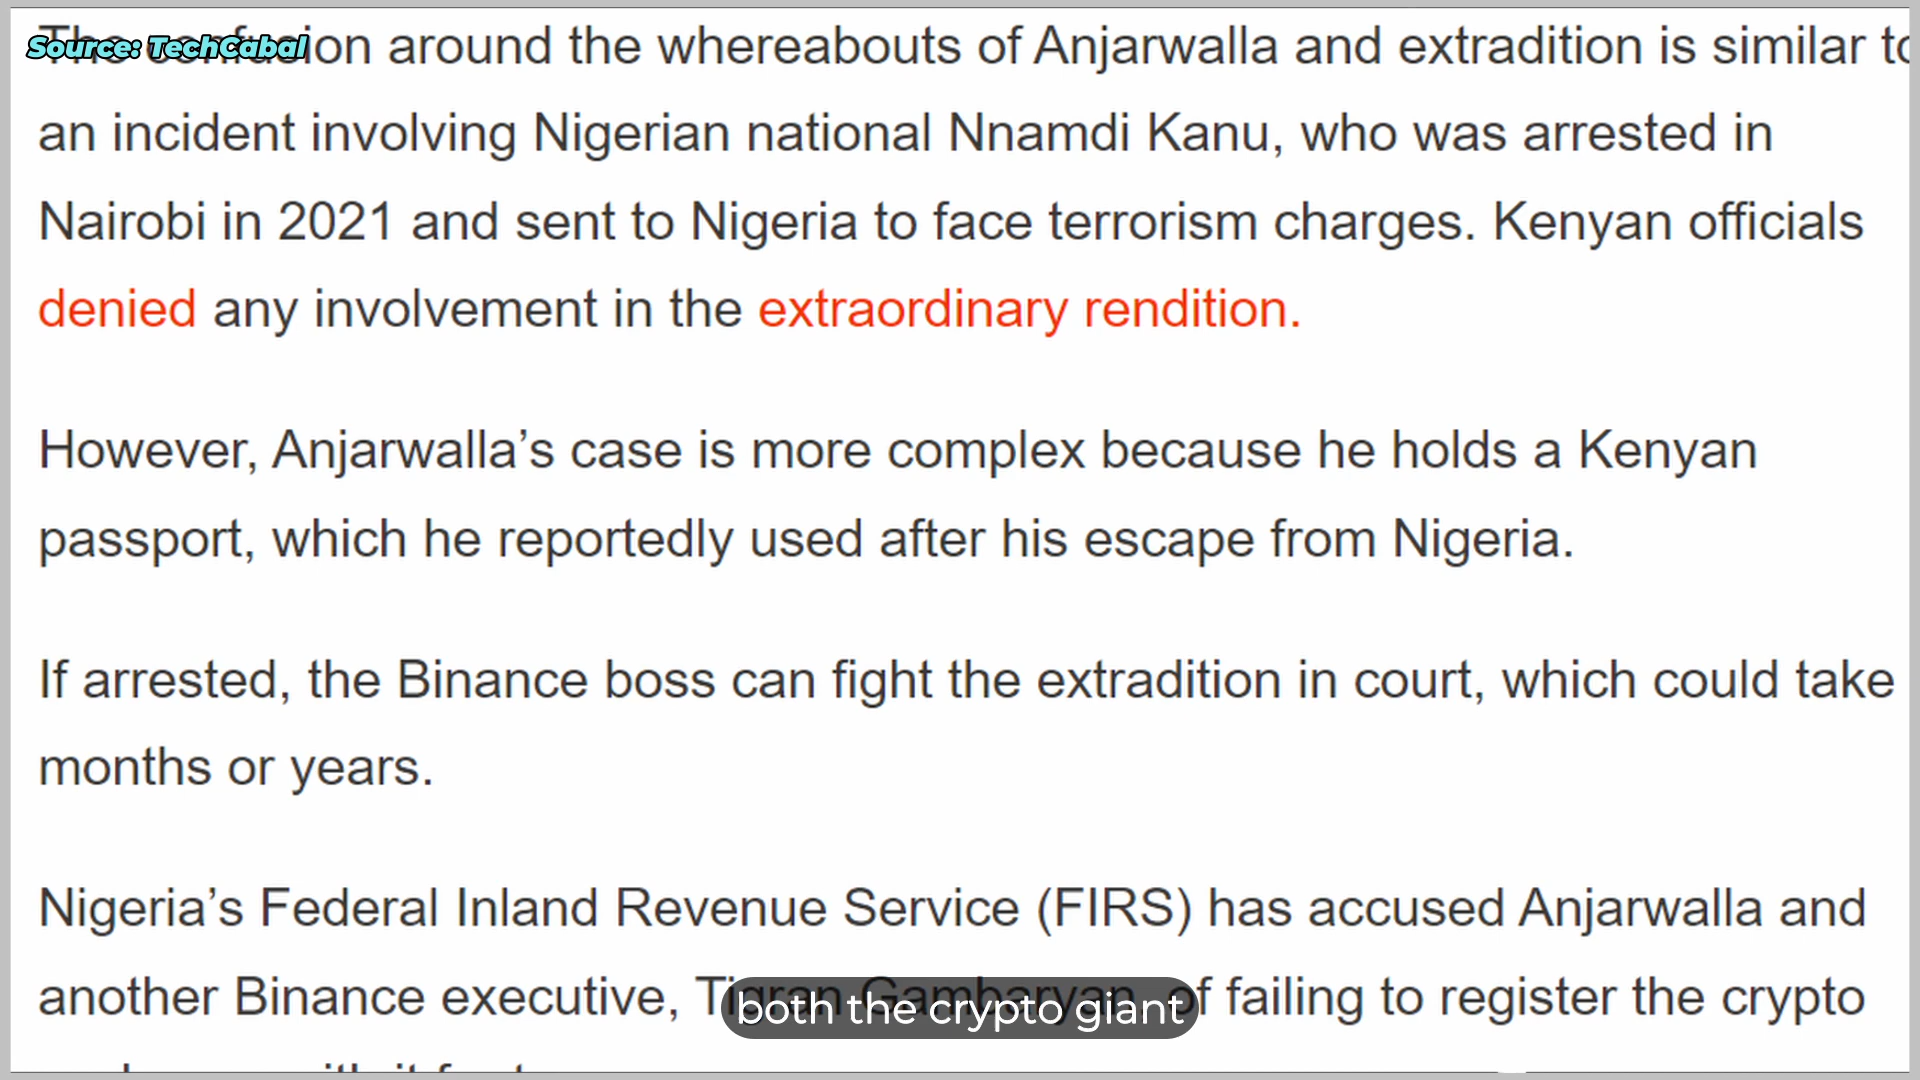 Source: TechCabal
The confusion around the whereabouts of Anjarwalla and extradition is similar to
an incident involving Nigerian national Nnamdi Kanu, who was arrested in
Nairobi in 2021 and sent to Nigeria to face terrorism charges. Kenyan officials
denied any involvement in the extraordinary rendition.
However, Anjarwalla’s case is more complex because he holds a Kenyan
passport, which he reportedly used after his escape from Nigeria.
If arrested, the Binance boss can fight the extradition in court, which could take
months or years.
Nigeria’s Federal Inland Revenue Service (FIRS) has accused Anjarwalla and
another Binance executive, Tigran Gambaryan, of failing to register the crypto
both the crypto giant